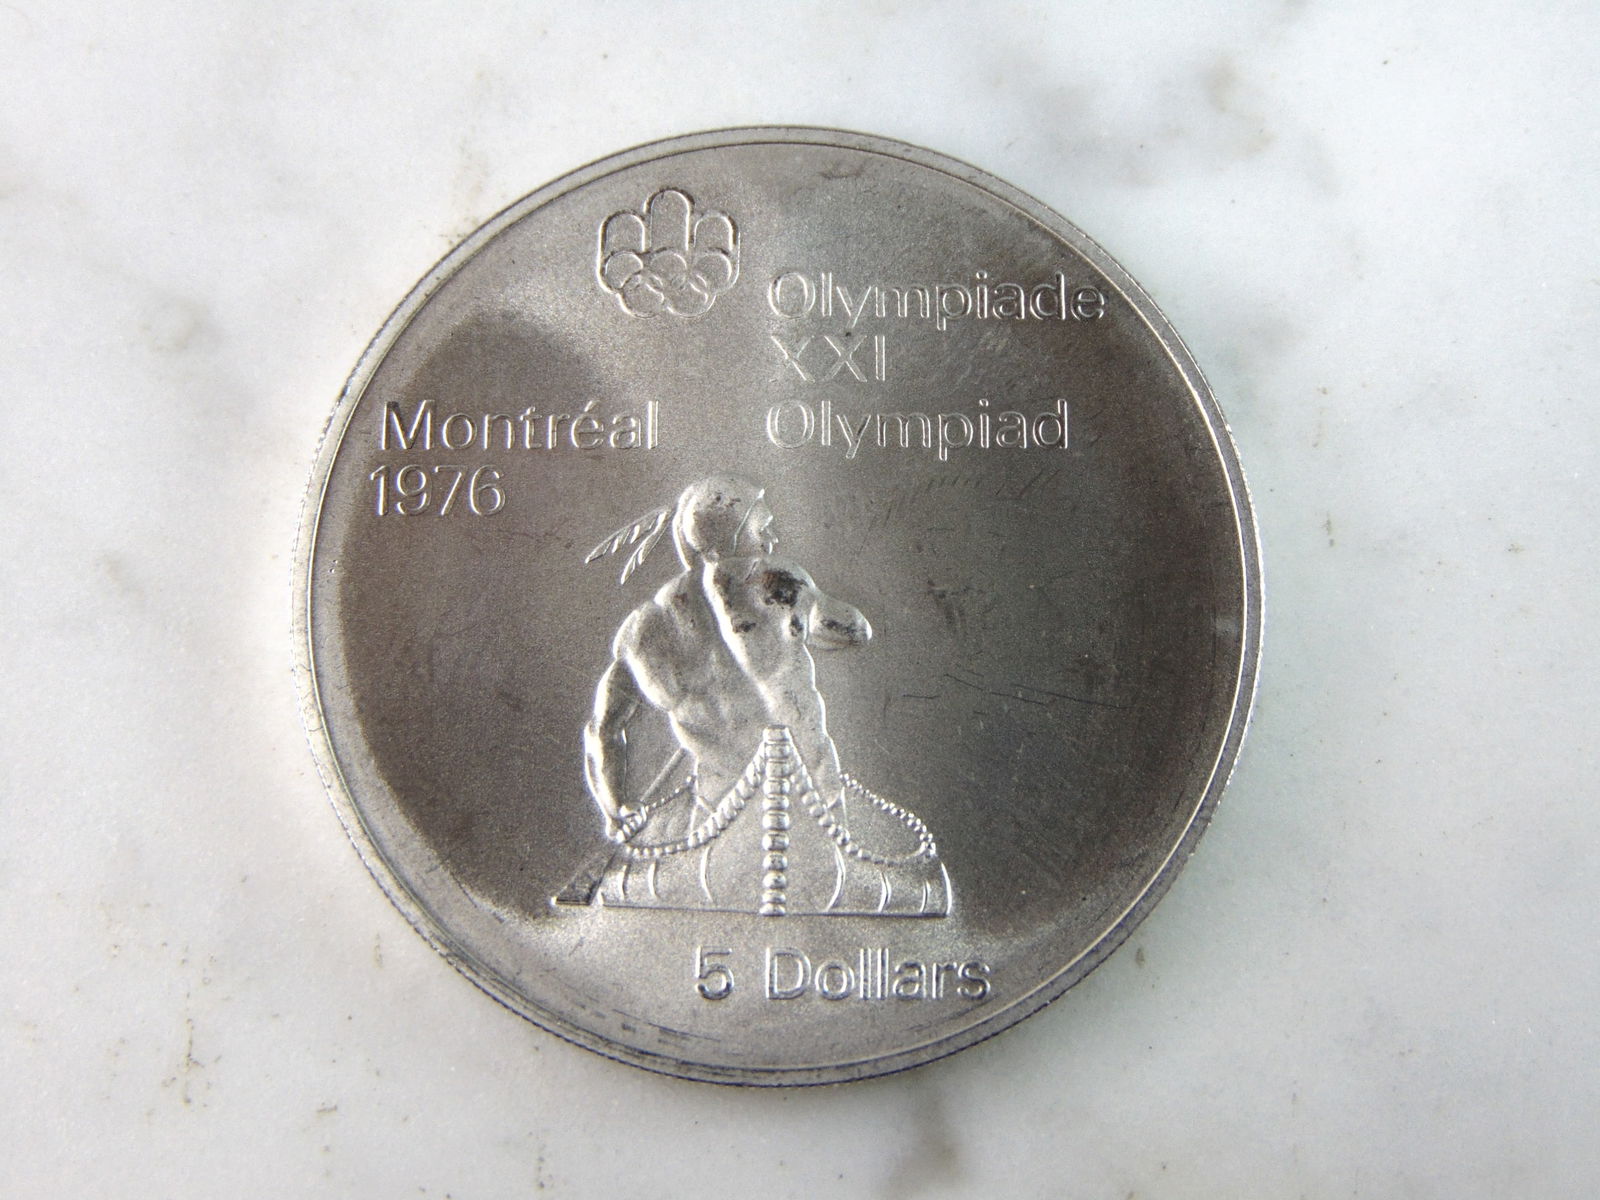 Olympiade
XXI
Olympiad
Montréal
1976
5 Dollars